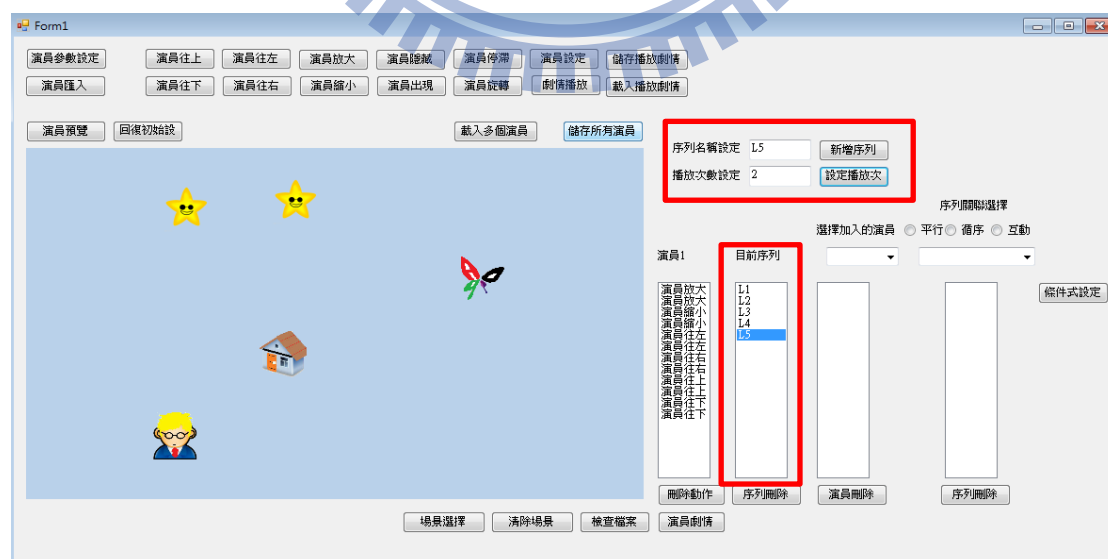 Form1
演員參數設定 演員往上 演員往左 演員放大 演員隱藏 演員停滯 演員設定 儲存播放劇情
演員匯入 演員往下 演員往右 演員縮小 演員出現 演員旋轉 劇情播放 載入播放劇情
演員預覽 回復初始設 載入多個演員 儲存所有演員
序列名稱設定 L5 新增序列
播放次數設定 2 設定播放次
序列關聯選擇
選擇加入的演員 平行 循序 互動
演員1 目前序列
條件式設定
演員放大 L1
演員放大 L2
演員縮小 L3
演員縮小 L4
演員往左 L5
演員往左
演員往右
演員往右
演員往上
演員往上
演員往下
演員往下
刪除動作 序列刪除 演員刪除 序列刪除
場景選擇 清除場景 檢查檔案 演員劇情